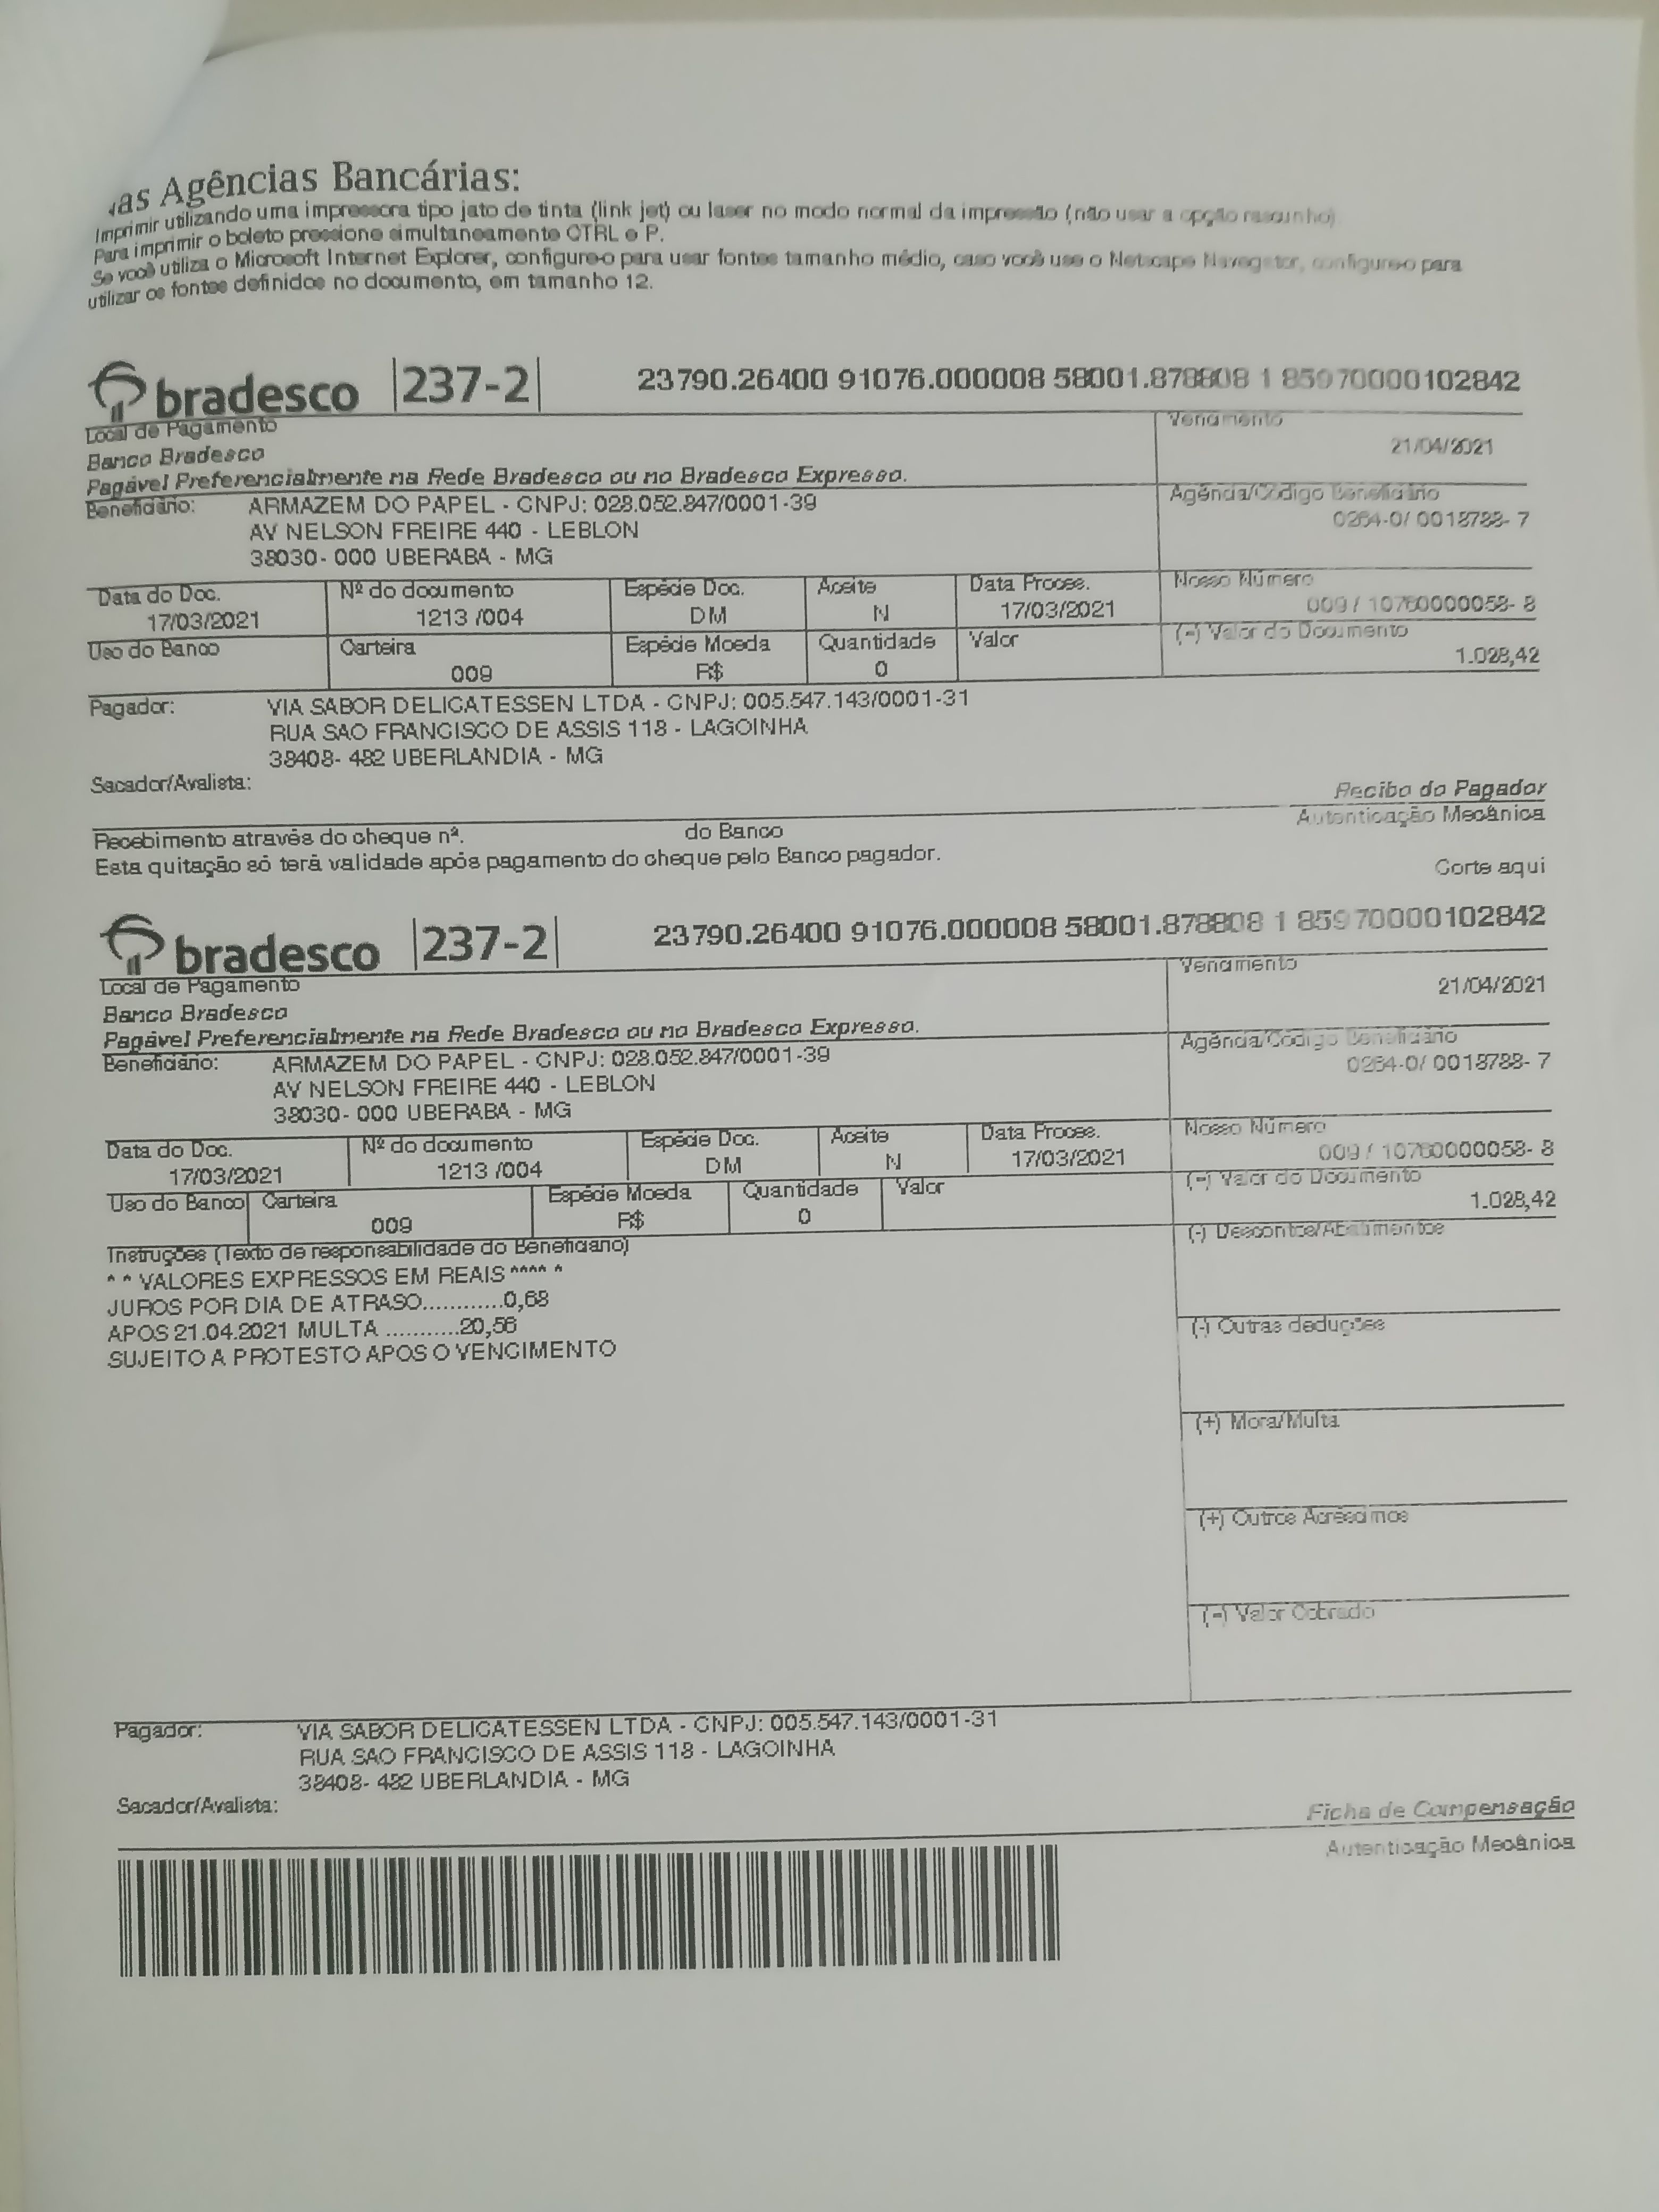 as Agências Bancárias:
Imprimir utilizando uma impressora tipo jato de tinta (link jet) ou laser no modo normal da impressão (não usar a opção rascunho)
Para imprimir o boleto pressione simultaneamente CTRL e P.
Se você utiliza o Microsoft Internet Explorer, configure-o para usar fontes tamanho médio, caso você use o Netscape Navegator, configure-o para
utilizar os fontes definidos no documento, em tamanho 12.
bradesco |237-2| 23790.26400 91076.000008 58001.878808 1 85970000102842
Local de Pagamento Vencimento
Banco Bradesco 21/04/2021
Pagável Preferencialmente na Rede Bradesco ou no Bradesco Expresso.
Beneficiário: ARMAZEM DO PAPEL - CNPJ: 028.052.847/0001-39 Agência/Código Beneficiário
AV NELSON FREIRE 440 - LEBLON 0264-0/ 0018788- 7
38030- 000 UBERABA - MG
Data do Doc. Nº do documento Espécie Doc. Aceite Data Proces. Nosso Número
17/03/2021 1213 /004 DM N 17/03/2021 009 / 10760000058- 8
Uso do Banco Carteira Espécie Moeda Quantidade Valor (=) Valor do Documento
009 R$ 0 1.028,42
Pagador: VIA SABOR DELICATESSEN LTDA - CNPJ: 005.547.143/0001-31
RUA SAO FRANCISCO DE ASSIS 118 - LAGOINHA
38408- 482 UBERLANDIA - MG
Sacador/Avalista:
Recibo do Pagador
Autenticação Mecânica
Recebimento através do cheque nº. do Banco
Esta quitação só terá validade após pagamento do cheque pelo Banco pagador.
Corte aqui
bradesco |237-2| 23790.26400 91076.000008 58001.878808 1 85970000102842
Local de Pagamento Vencimento
Banco Bradesco 21/04/2021
Pagável Preferencialmente na Rede Bradesco ou no Bradesco Expresso.
Beneficiário: ARMAZEM DO PAPEL - CNPJ: 028.052.847/0001-39 Agência/Código Beneficiário
AV NELSON FREIRE 440 - LEBLON 0264-0/ 0018788- 7
38030- 000 UBERABA - MG
Data do Doc. Nº do documento Espécie Doc. Aceite Data Proces. Nosso Número
17/03/2021 1213 /004 DM N 17/03/2021 009 / 10760000058- 8
Uso do Banco Carteira Espécie Moeda Quantidade Valor (=) Valor do Documento
009 R$ 0 1.028,42
Instruções (Texto de responsabilidade do Beneficiano) (-) Descontos/Abatimentos
* * VALORES EXPRESSOS EM REAIS **** *
JUROS POR DIA DE ATRASO............0,68
APOS 21.04.2021 MULTA ...........20,56 (-) Outras deduções
SUJEITO A PROTESTO APOS O VENCIMENTO
(+) Mora/Multa
(+) Outros Acréscimos
(=) Valor Cobrado
Pagador: VIA SABOR DELICATESSEN LTDA - CNPJ: 005.547.143/0001-31
RUA SAO FRANCISCO DE ASSIS 118 - LAGOINHA
38408- 482 UBERLANDIA - MG
Sacador/Avalista:
Ficha de Compensação
Autenticação Mecânica